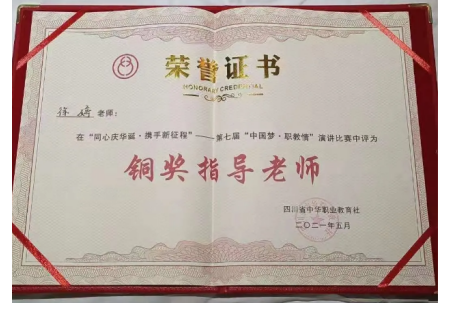 荣誉证书
HONORARY CREDENTIAL
徐婷 老师：
在“同心庆华诞·携手新征程”——第七届“中国梦·职教情”演讲比赛中评为
铜奖指导老师
四川省中华职业教育社
二〇二一年五月